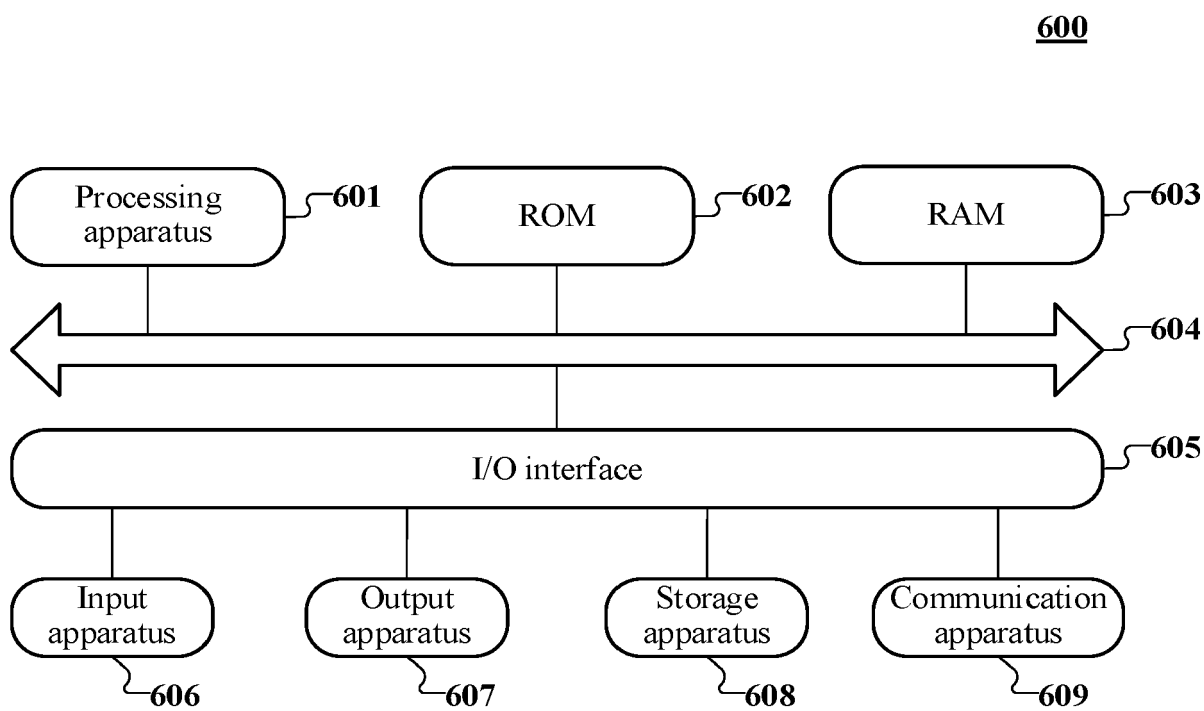 600
Processing
apparatus
601
ROM
602
RAM
603
604
I/O interface
605
Input
apparatus
Output
apparatus
Storage
apparatus
Communication
apparatus
606
607
608
609